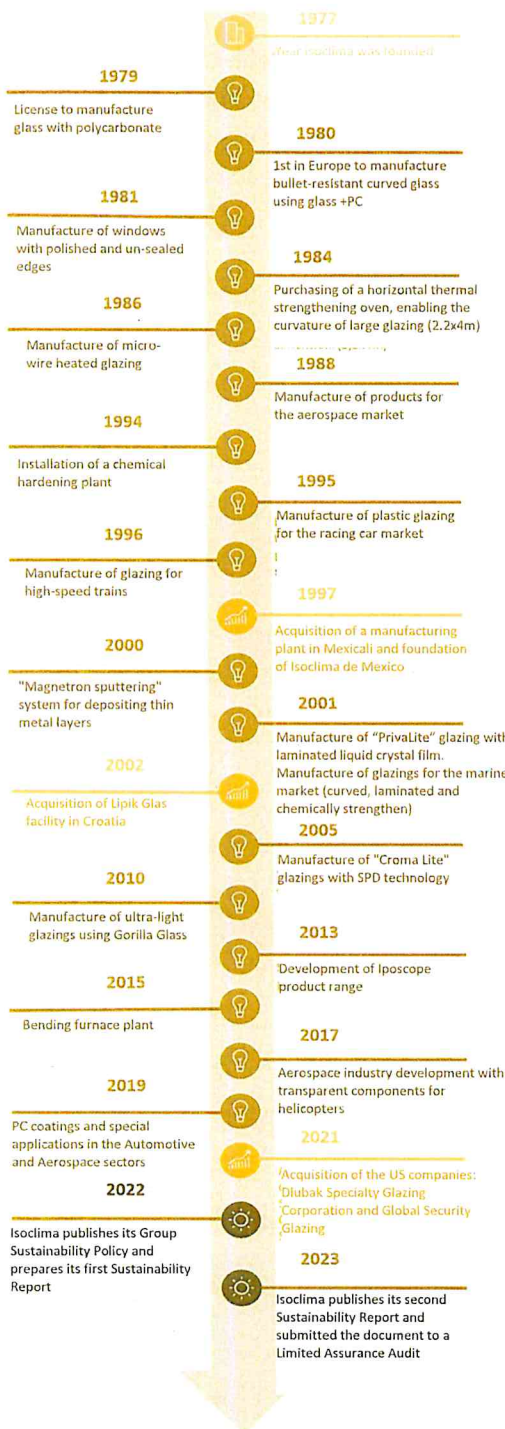 1977
Year Isoclima was founded
1979
License to manufacture
glass with polycarbonate
1980
1st in Europe to manufacture
bullet-resistant curved glass
using glass +PC
1981
Manufacture of windows
with polished and un-sealed
edges
1984
Purchasing of a horizontal thermal
strengthening oven, enabling the
curvature of large glazing (2.2x4m)
1986
Manufacture of micro-
wire heated glazing
1988
Manufacture of products for
the aerospace market
1994
Installation of a chemical
hardening plant
1995
Manufacture of plastic glazing
for the racing car market
1996
Manufacture of glazing for
high-speed trains
1997
Acquisition of a manufacturing
plant in Mexicali and foundation
of Isoclima de Mexico
2000
"Magnetron sputtering"
system for depositing thin
metal layers
2001
Manufacture of "PrivaLite" glazing with
laminated liquid crystal film.
Manufacture of glazings for the marine
market (curved, laminated and
chemically strengthen)
2002
Acquisition of Lipik Glas
facility in Croatia
2005
Manufacture of "Croma Lite"
glazings with SPD technology
2010
Manufacture of ultra-light
glazings using Gorilla Glass
2013
Development of Iposcope
product range
2015
Bending furnace plant
2017
Aerospace industry development with
transparent components for
helicopters
2019
PC coatings and special
applications in the Automotive
and Aerospace sectors
2021
Acquisition of the US companies:
Dlubak Specialty Glazing
Corporation and Global Security
Glazing
2022
Isoclima publishes its Group
Sustainability Policy and
prepares its first Sustainability
Report
2023
Isoclima publishes its second
Sustainability Report and
submitted the document to a
Limited Assurance Audit